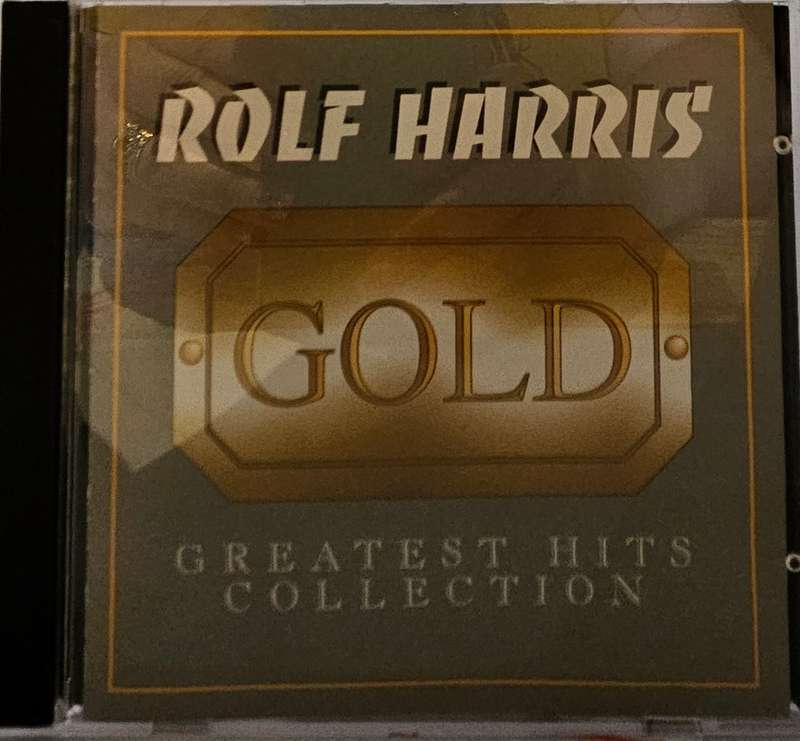 ROLF HARRIS
GOLD
GREATEST HITS
COLLECTION